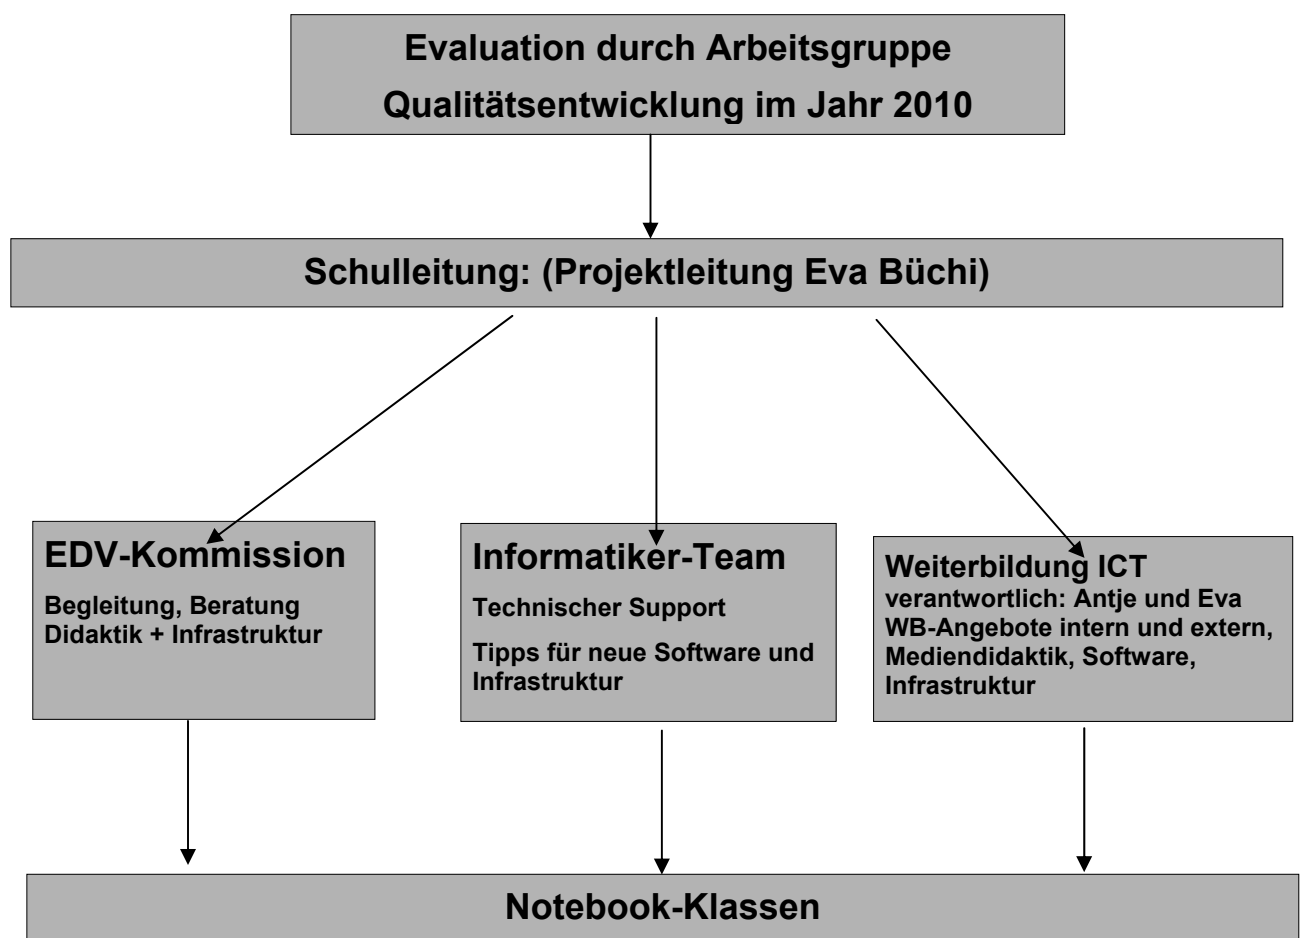 Evaluation durch Arbeitsgruppe
Qualitätsentwicklung im Jahr 2010
Schulleitung: (Projektleitung Eva Büchi)
EDV-Kommission
Begleitung, Beratung
Didaktik + Infrastruktur
Informatiker-Team
Technischer Support
Tipps für neue Software und
Infrastruktur
Weiterbildung ICT
verantwortlich: Antje und Eva
WB-Angebote intern und extern,
Mediendidaktik, Software,
Infrastruktur
Notebook-Klassen